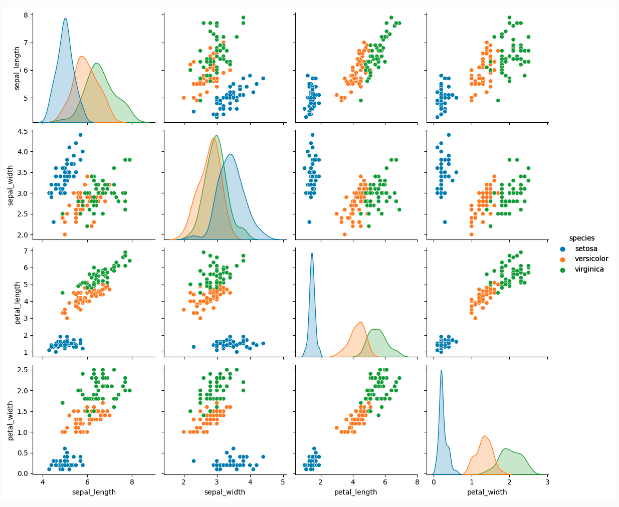 8
7
6
5
sepal_length
4.5
4.0
3.5
3.0
2.5
2.0
sepal_width
species
setosa
versicolor
virginica
7
6
5
4
3
2
1
petal_length
2.5
2.0
1.5
1.0
0.5
0.0
petal_width
4 6 8
2 3 4 5
2 4 6 8
0 1 2 3
sepal_length
sepal_width
petal_length
petal_width